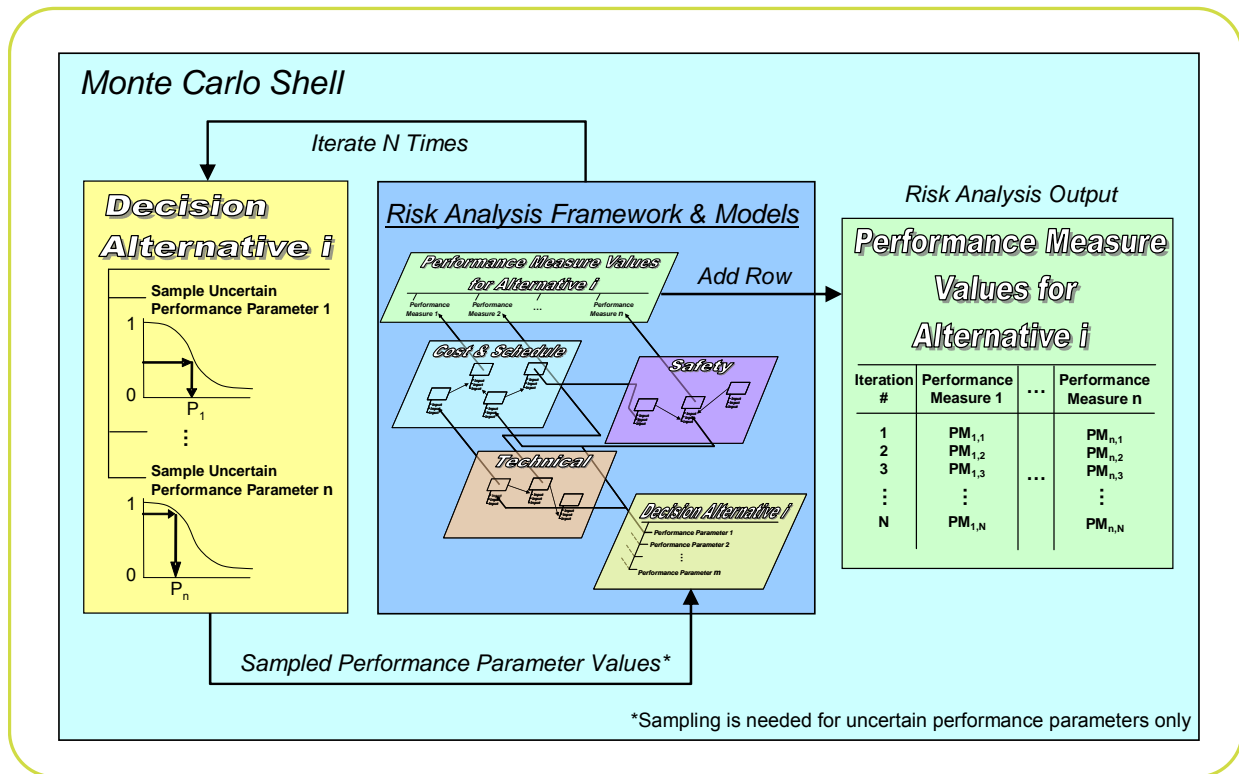 Monte Carlo Shell
Iterate N Times
Decision
Alternative i
Sample Uncertain
Performance Parameter 1
1
0
P1
⋮
Sample Uncertain
Performance Parameter n
1
0
Pn
Risk Analysis Framework & Models
Performance Measure Values
for Alternative i
Performance
Measure 1
Performance
Measure 2
...
Performance
Measure n
Cost & Schedule
Safety
Technical
Decision Alternative i
Performance Parameter 1
Performance Parameter 2
⋮
Performance Parameter m
Add Row
Sampled Performance Parameter Values*
Risk Analysis Output
Performance Measure
Values for
Alternative i
Iteration # Performance Measure 1 ... Performance Measure n
1 PM1,1 PMn,1
2 PM1,2 PMn,2
3 PM1,3 ... PMn,3
⋮ ⋮ ⋮
N PM1,N PMn,N
*Sampling is needed for uncertain performance parameters only